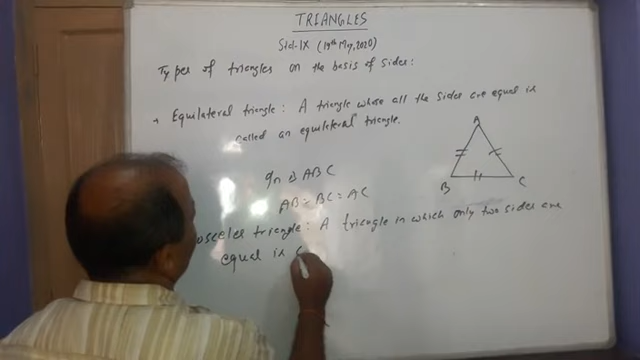 TRIANGLES
Std-IX (19th May, 2020)
Types of triangles on the basis of sides:
Equilateral triangle: A triangle whose all the sides are equal is
called an equilateral triangle.
A
B C
In Δ ABC
AB = BC = AC
osceles triangle: A triangle in which only two sides are
equal is c